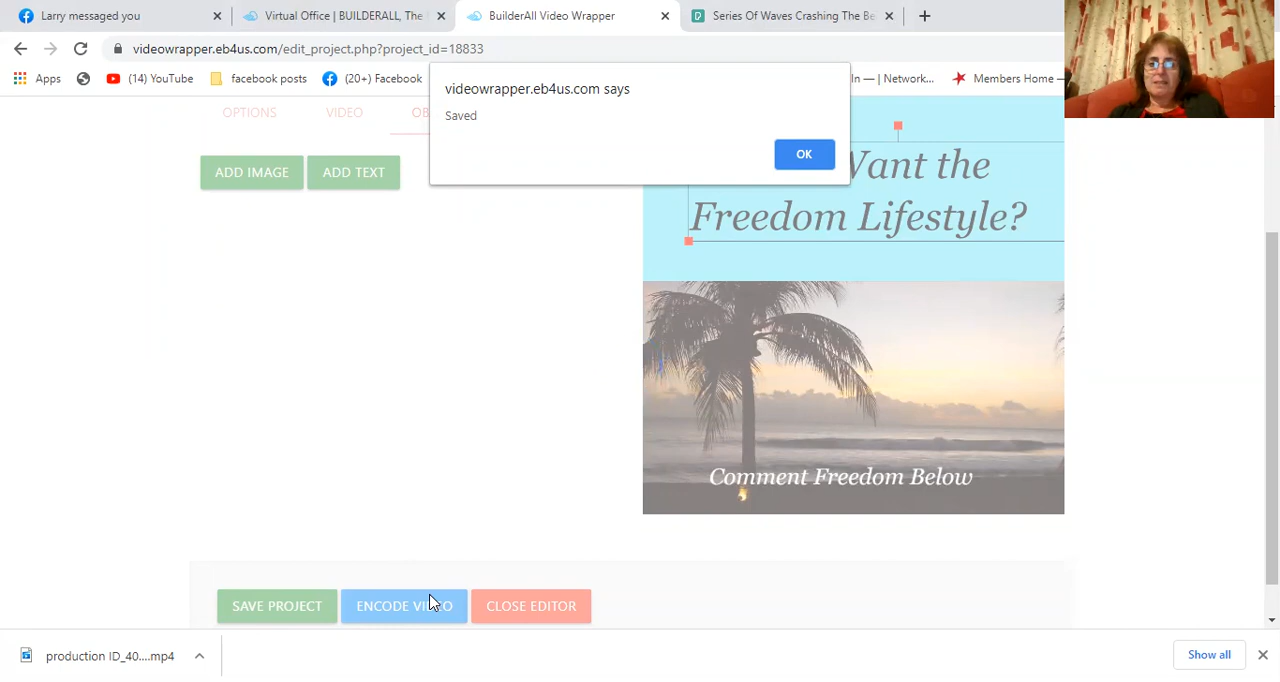 Larry messaged you
Virtual Office | BUILDERALL, The
BuilderAll Video Wrapper
Series Of Waves Crashing The Be
videowrapper.eb4us.com/edit_project.php?project_id=18833
Apps
(14) YouTube
facebook posts
(20+) Facebook
In — | Network...
Members Home –
videowrapper.eb4us.com says
Saved
OK
OPTIONS
VIDEO
OB
ADD IMAGE
ADD TEXT
Want the
Freedom Lifestyle?
Comment Freedom Below
SAVE PROJECT
ENCODE VIDEO
CLOSE EDITOR
production ID_40....mp4
Show all